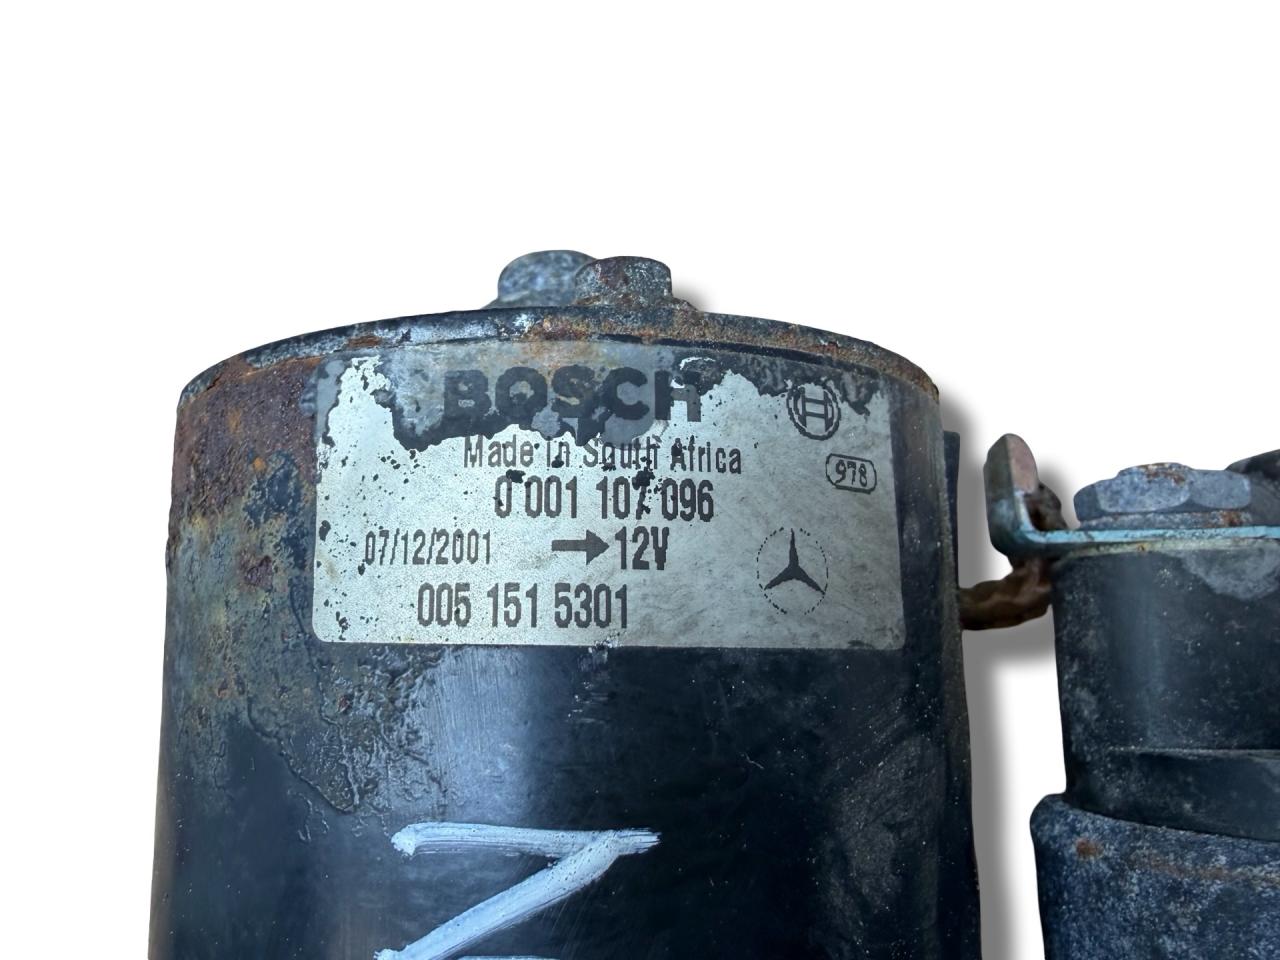 BOSCH
Made in South Africa
978
0 001 107 096
07/12/2001 → 12V
005 151 5301